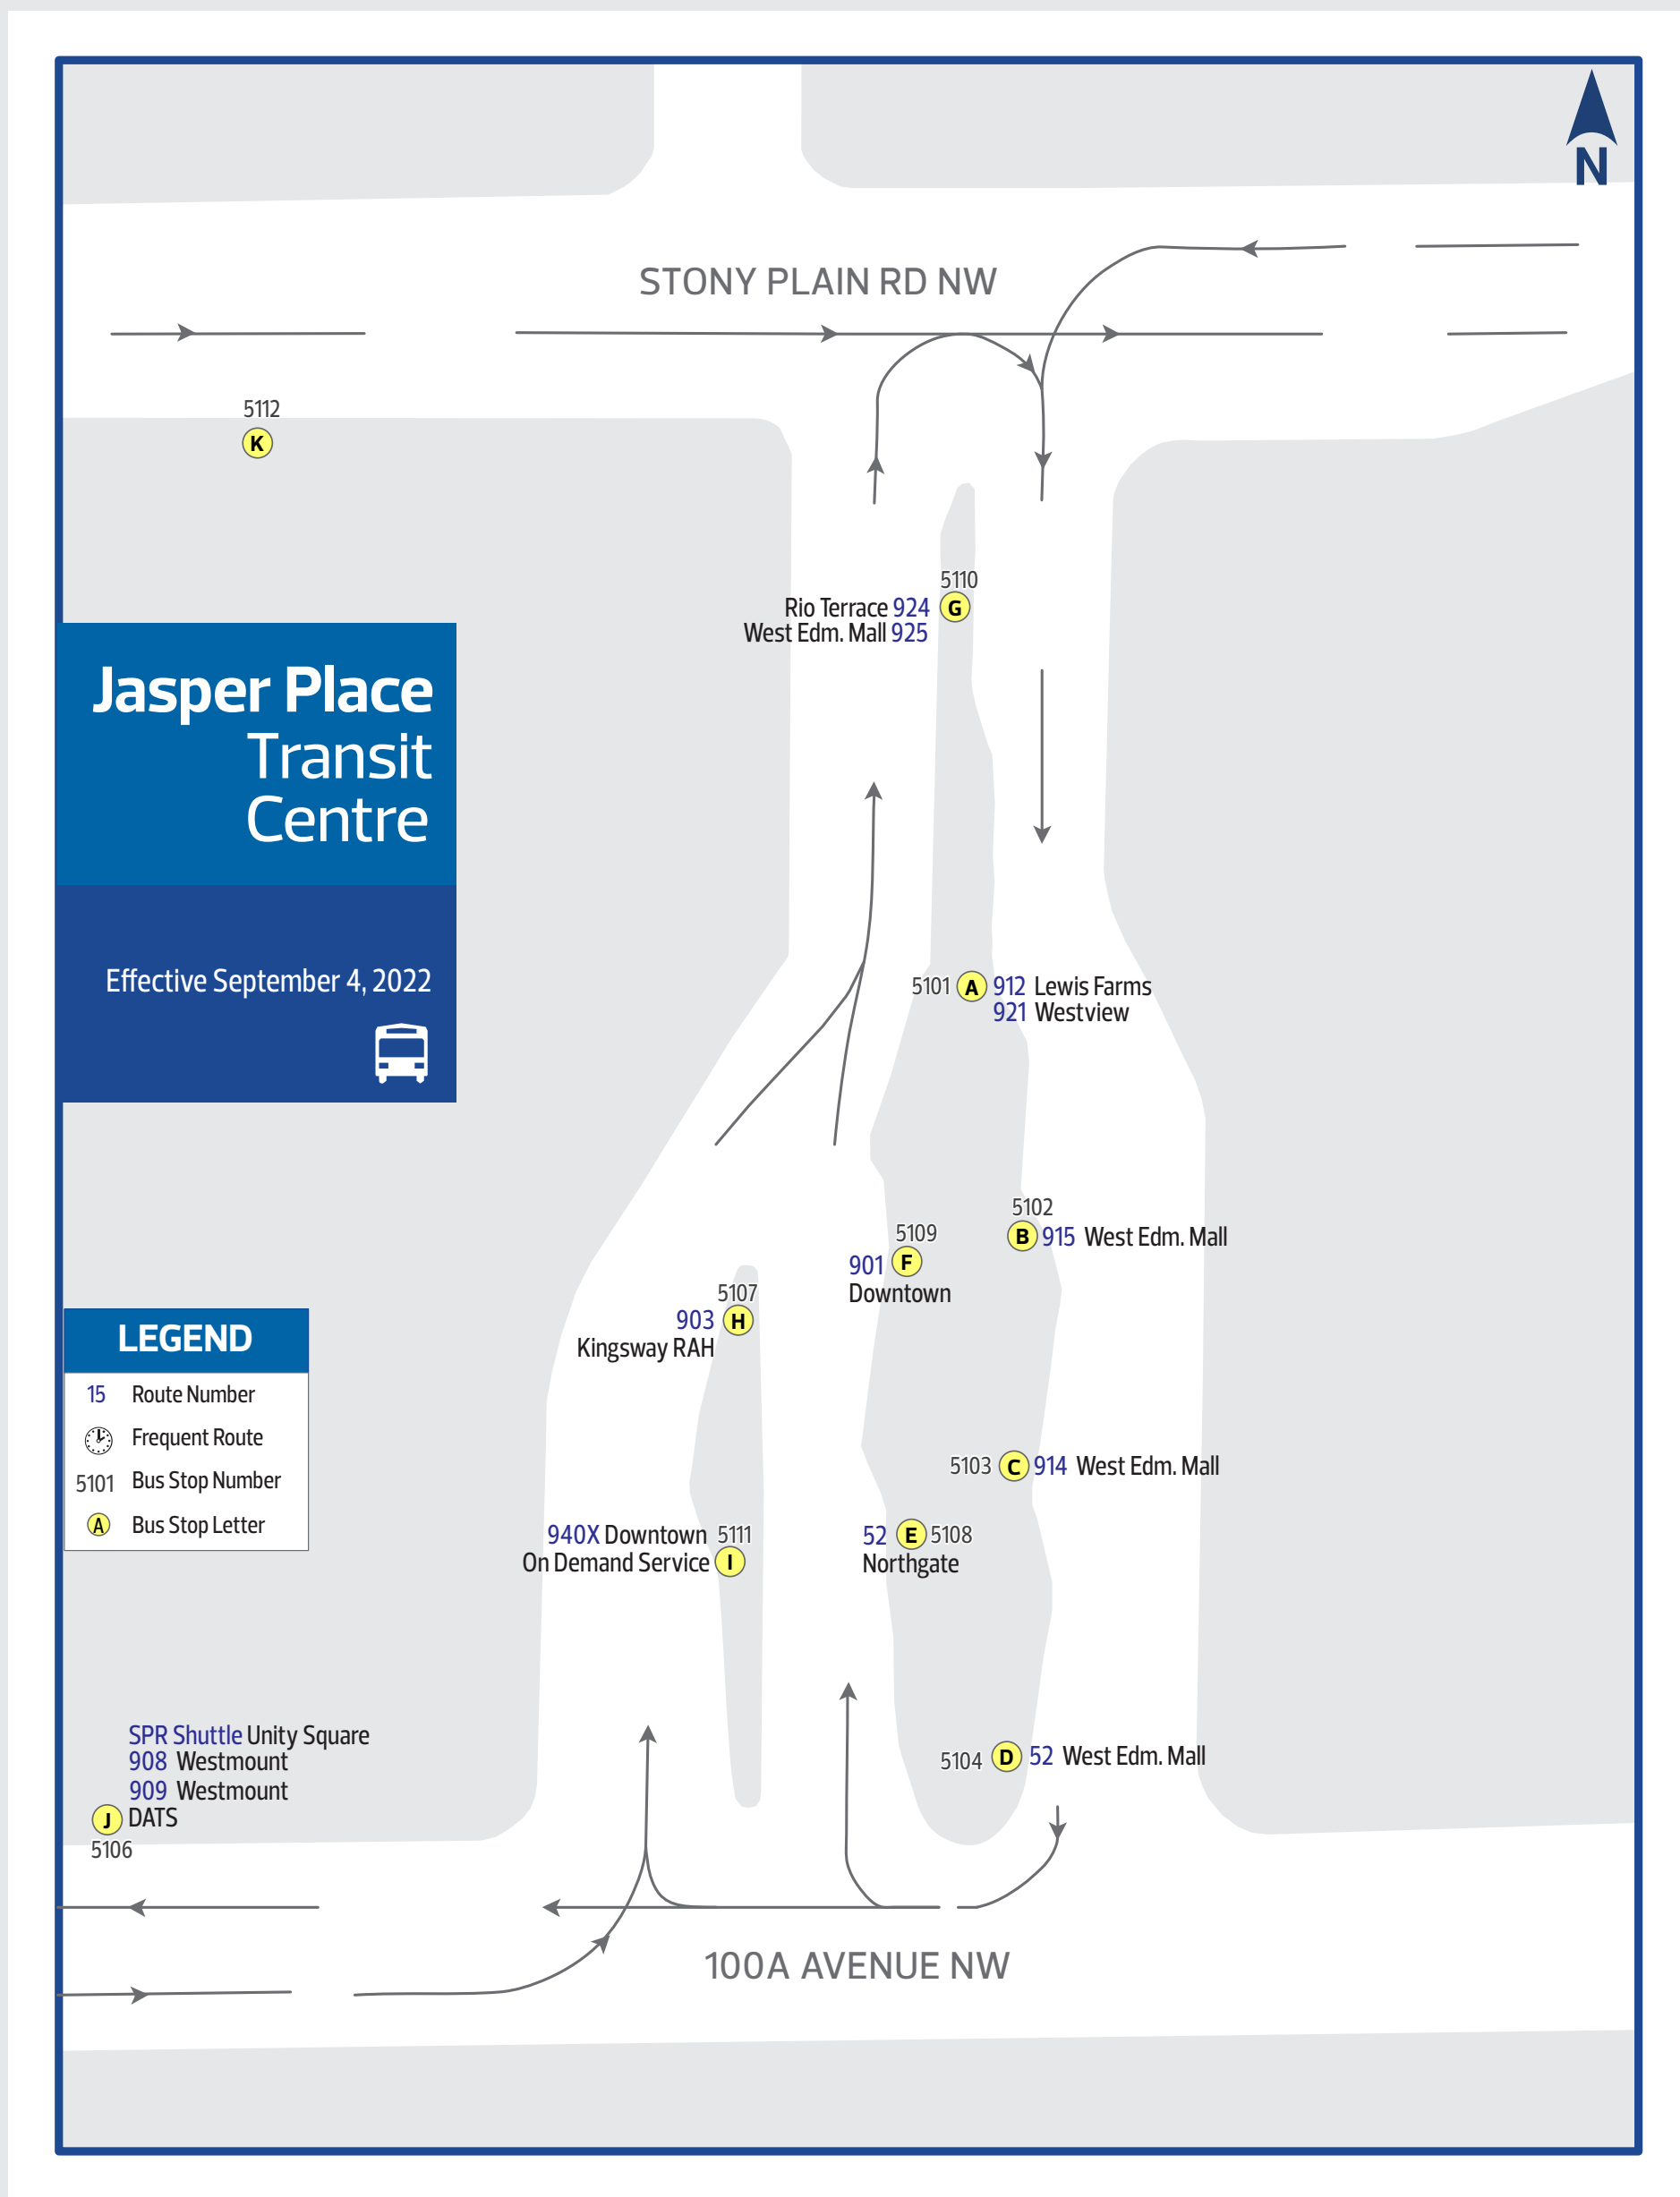 N
STONY PLAIN RD NW
5112
K
5110
Rio Terrace 924 G
West Edm. Mall 925
Jasper Place
Transit
Centre
Effective September 4, 2022
5101 A 912 Lewis Farms
921 Westview
5102
B 915 West Edm. Mall
5109
901 F
Downtown
5107
903 H
Kingsway RAH
LEGEND
15 Route Number
Frequent Route
5101 Bus Stop Number
A Bus Stop Letter
5103 C 914 West Edm. Mall
940X Downtown 5111
On Demand Service I
52 E 5108
Northgate
SPR Shuttle Unity Square
908 Westmount
909 Westmount
J DATS
5106
5104 D 52 West Edm. Mall
100A AVENUE NW